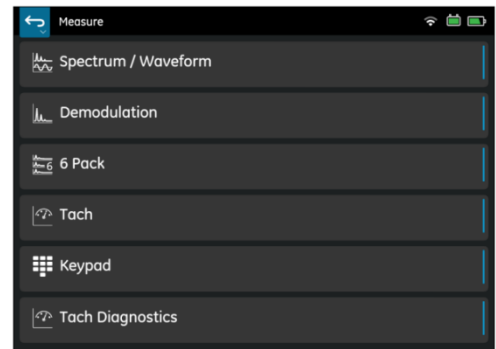 Measure
Spectrum / Waveform
Demodulation
6 Pack
Tach
Keypad
Tach Diagnostics